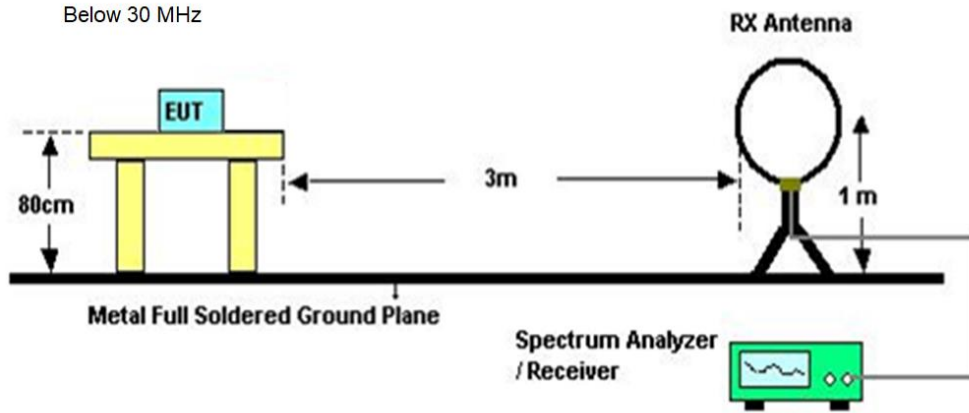 Below 30 MHz
RX Antenna
EUT
80cm
3m
1 m
Metal Full Soldered Ground Plane
Spectrum Analyzer
/ Receiver